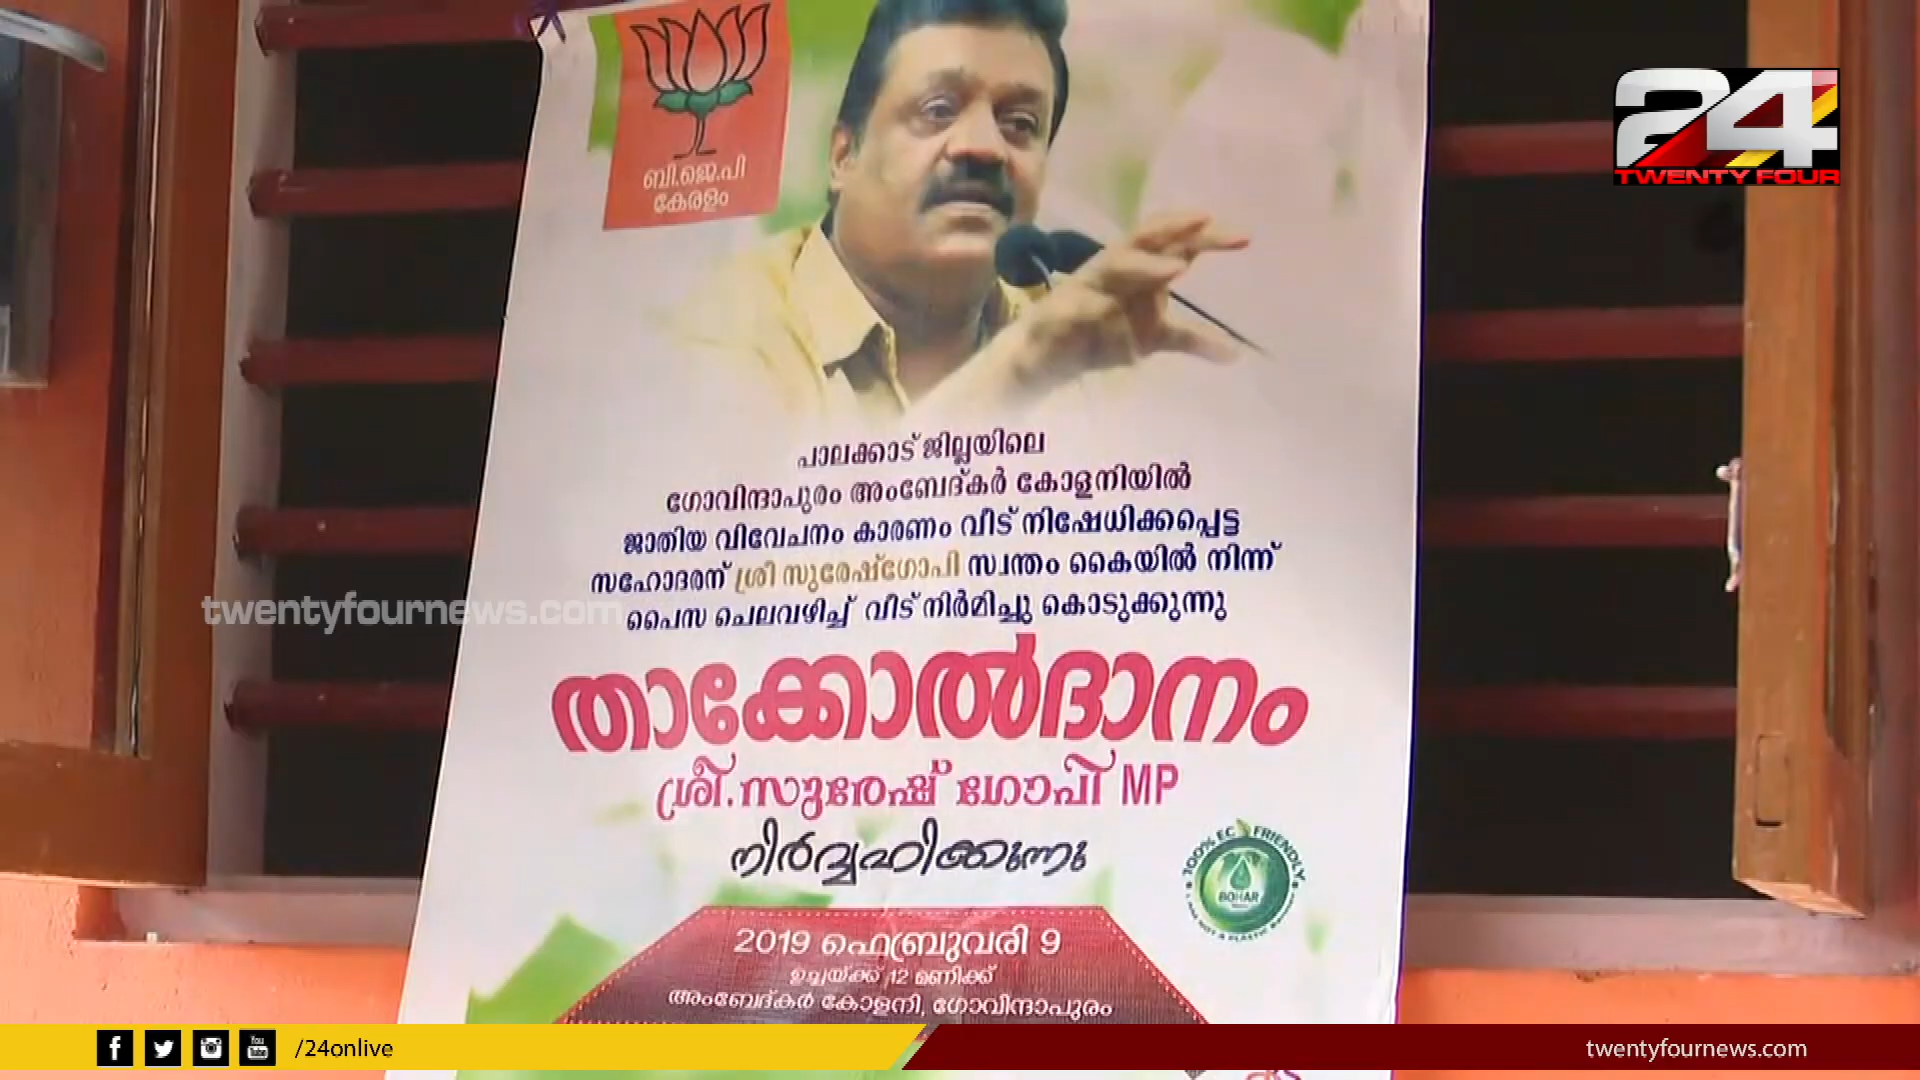 ബി.ജെ.പി
കേരളം
24
TWENTY FOUR
പാലക്കാട് ജില്ലയിലെ
ഗോവിന്ദാപുരം അംബേദ്കർ കോളനിയിൽ
ജാതിയ വിവേചനം കാരണം വീട് നിഷേധിക്കപ്പെട്ട
സഹോദരന് ശ്രീ സുരേഷ്ഗോപി സ്വന്തം കൈയിൽ നിന്ന്
പൈസ ചെലവഴിച്ച് വീട് നിർമിച്ചു കൊടുക്കുന്നു
twentyfournews.com
താക്കോൽദാനം
ശ്രീ.സുരേഷ് ഗോപി MP
നിർവ്വഹിക്കുന്നു
100% ECO FRIENDLY
BOHAR
2019 ഫെബ്രുവരി 9
ഉച്ചയ്ക്ക് 12 മണിക്ക്
അംബേദ്കർ കോളനി, ഗോവിന്ദാപുരം
You Tube
/24onlive
twentyfournews.com